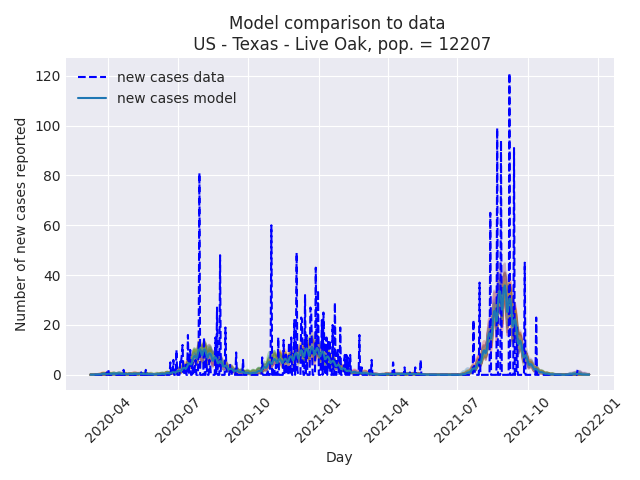 Model comparison to data
US - Texas - Live Oak, pop. = 12207
new cases data
new cases model
Number of new cases reported
120
100
80
60
40
20
0
2020-04
2020-07
2020-10
2021-01
2021-04
2021-07
2021-10
2022-01
Day